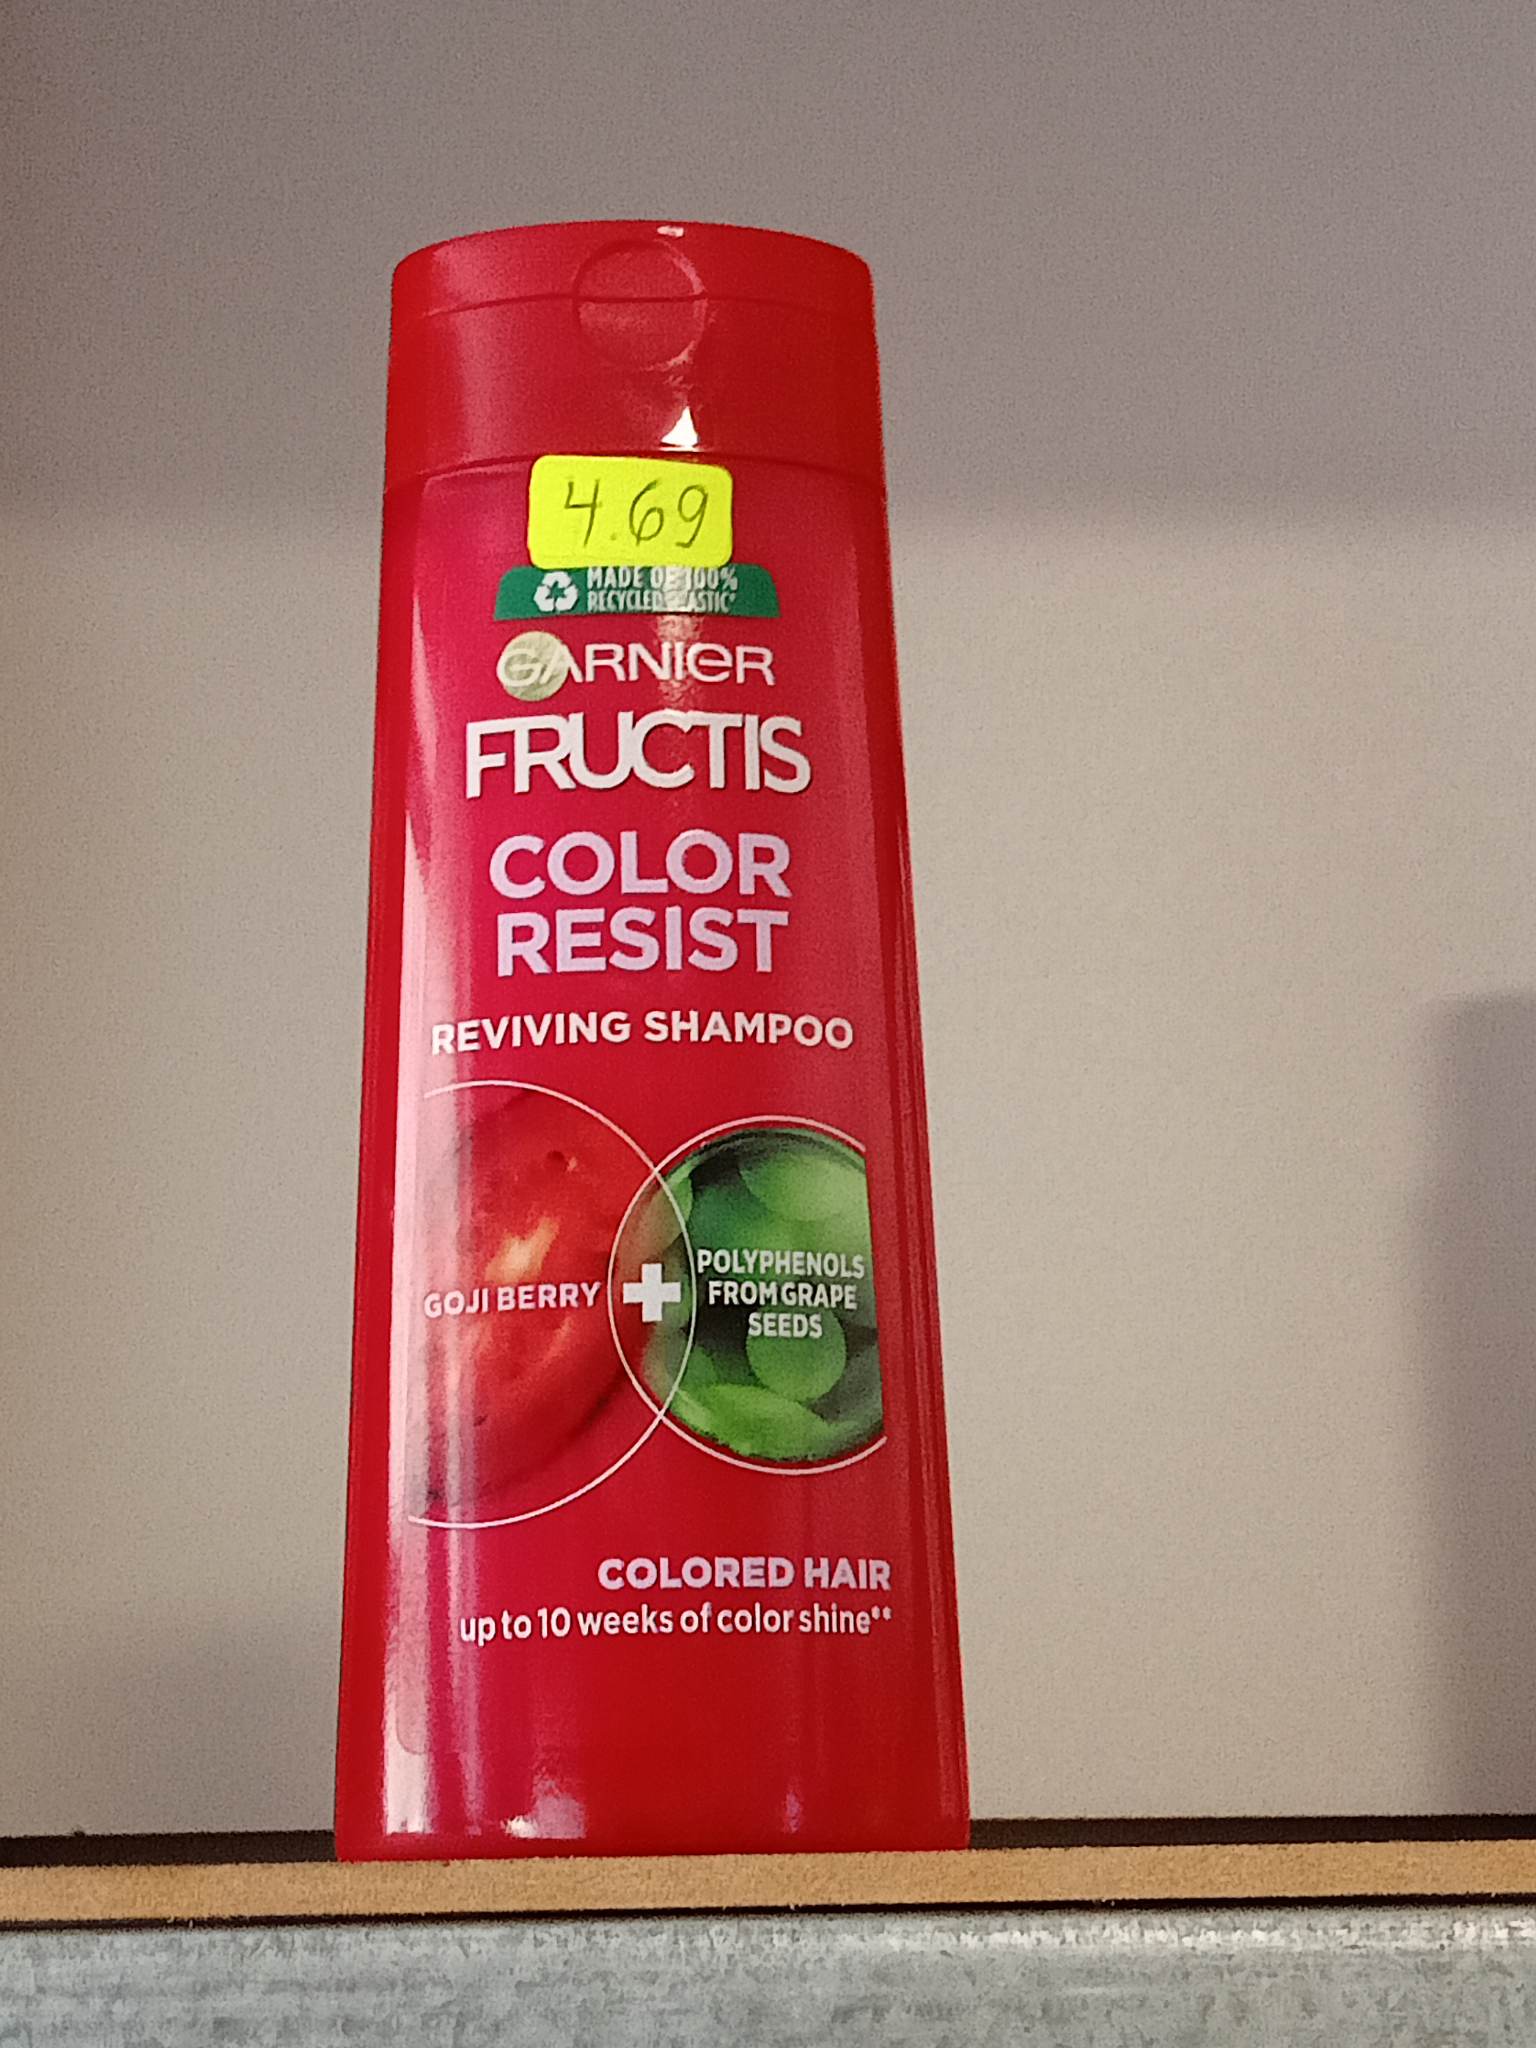 4.69
MADE OF 100%
RECYCLED PLASTIC*
GARNIER
FRUCTIS
COLOR
RESIST
REVIVING SHAMPOO
GOJI BERRY
+
POLYPHENOLS
FROM GRAPE
SEEDS
COLORED HAIR
up to 10 weeks of color shine**